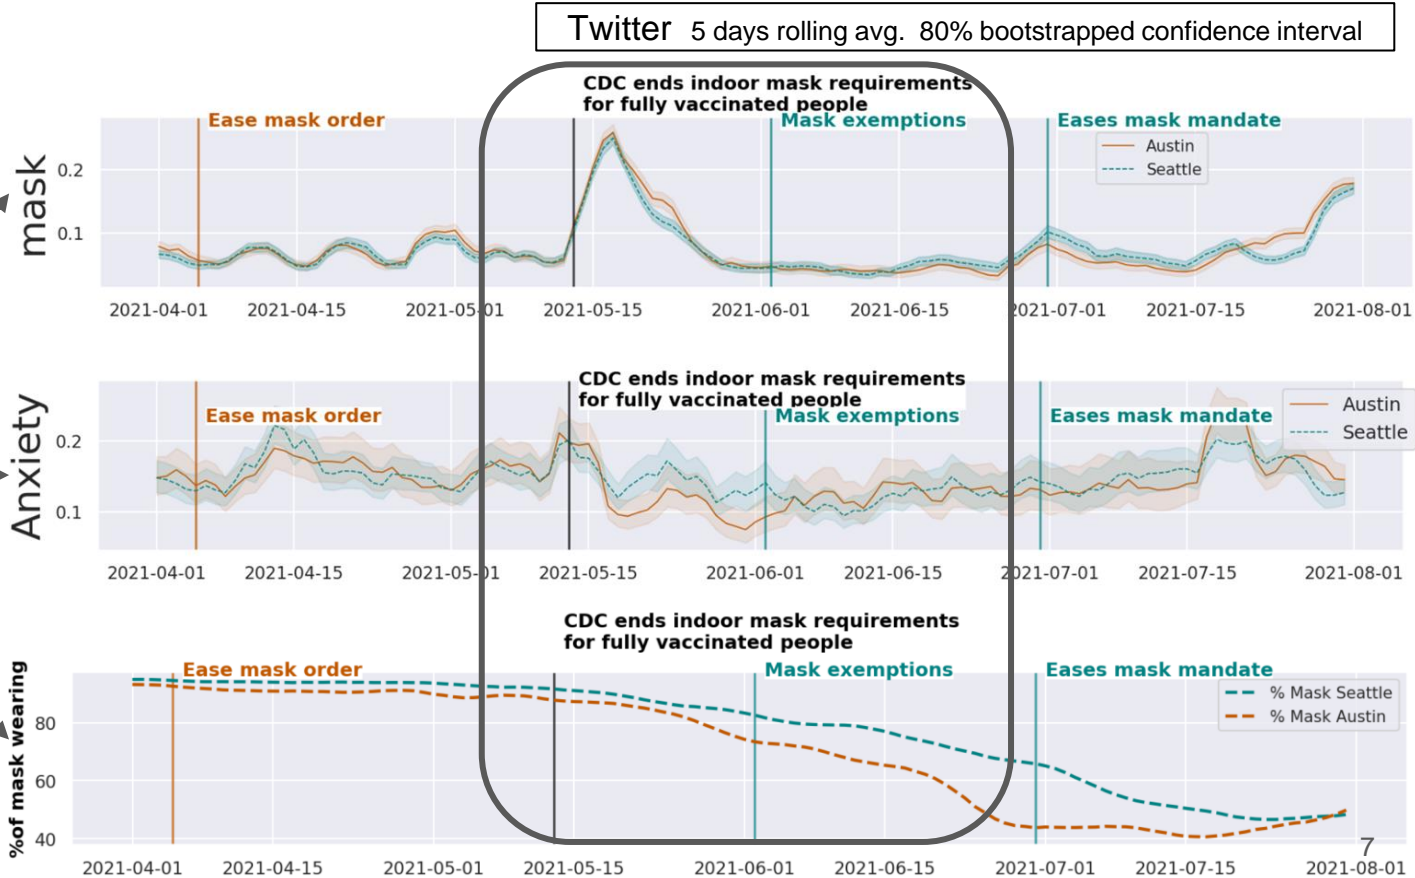 Twitter 5 days rolling avg. 80% bootstrapped confidence interval
CDC ends indoor mask requirements
for fully vaccinated people
Ease mask order
Mask exemptions
Eases mask mandate
Austin
Seattle
mask
0.2
0.1
2021-04-01 2021-04-15 2021-05-01 2021-05-15 2021-06-01 2021-06-15 2021-07-01 2021-07-15 2021-08-01
CDC ends indoor mask requirements
for fully vaccinated people
Ease mask order
Mask exemptions
Eases mask mandate
Austin
Seattle
Anxiety
0.2
0.1
2021-04-01 2021-04-15 2021-05-01 2021-05-15 2021-06-01 2021-06-15 2021-07-01 2021-07-15 2021-08-01
CDC ends indoor mask requirements
for fully vaccinated people
Ease mask order
Mask exemptions
Eases mask mandate
% Mask Seattle
% Mask Austin
%of mask wearing
80
60
40
7
2021-04-01 2021-04-15 2021-05-01 2021-05-15 2021-06-01 2021-06-15 2021-07-01 2021-07-15 2021-08-01